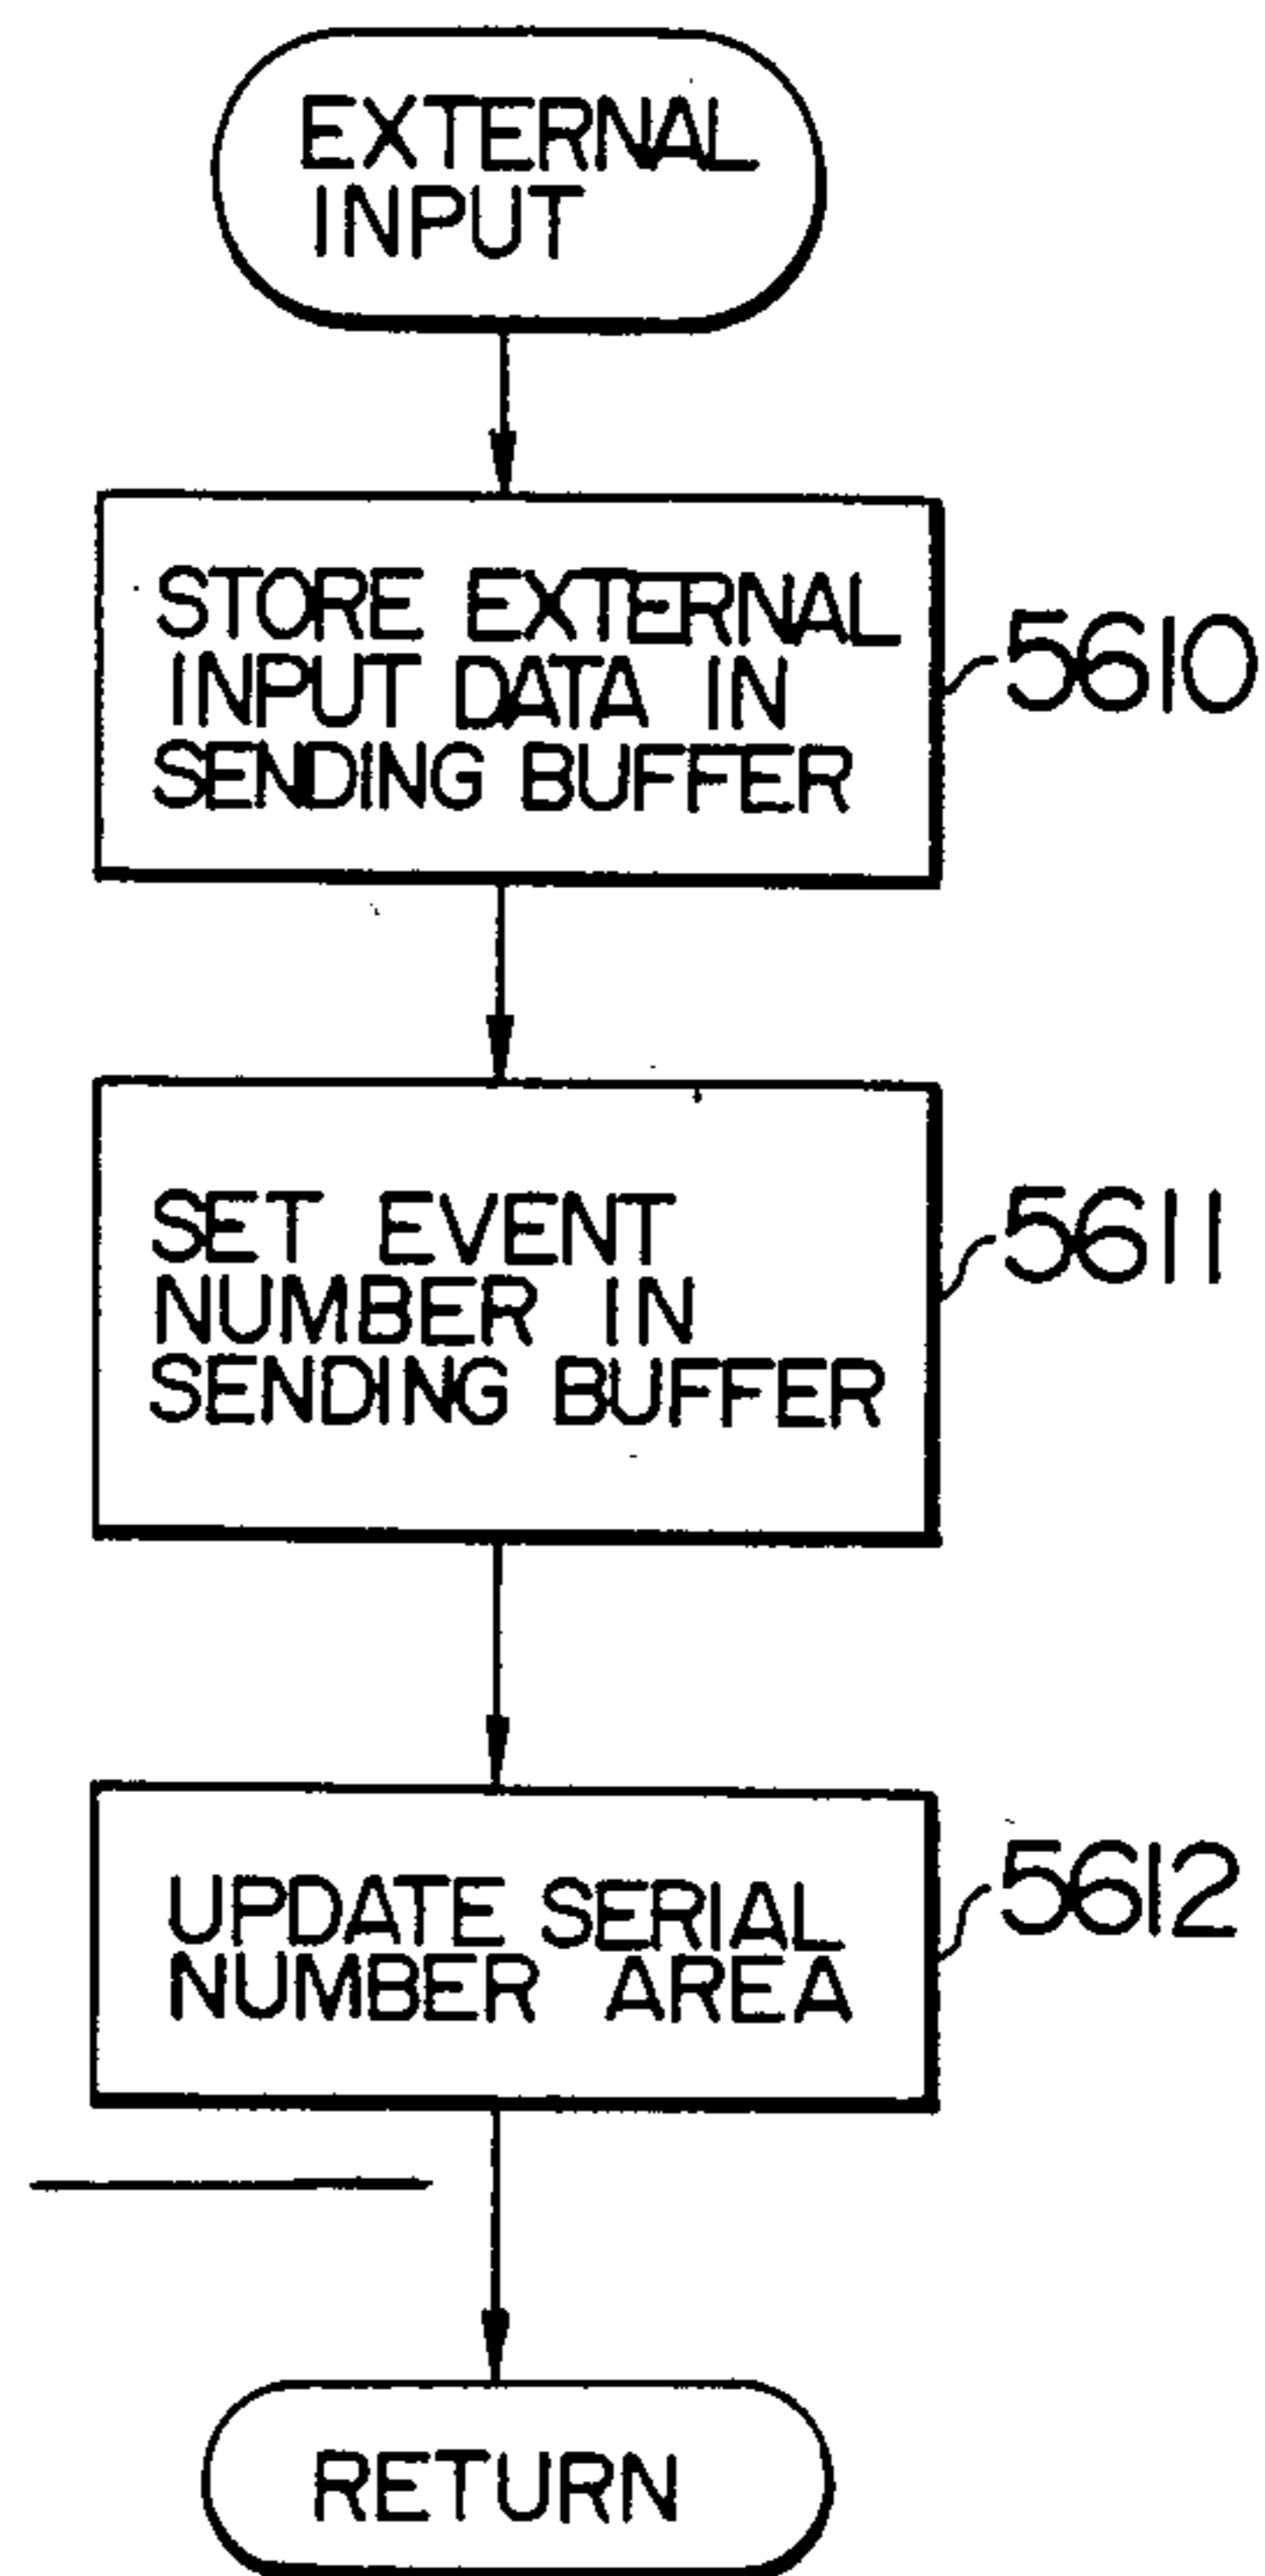 EXTERNAL
INPUT
STORE EXTERNAL
INPUT DATA IN
SENDING BUFFER
5610
SET EVENT
NUMBER IN
SENDING BUFFER
5611
UPDATE SERIAL
NUMBER AREA
5612
RETURN